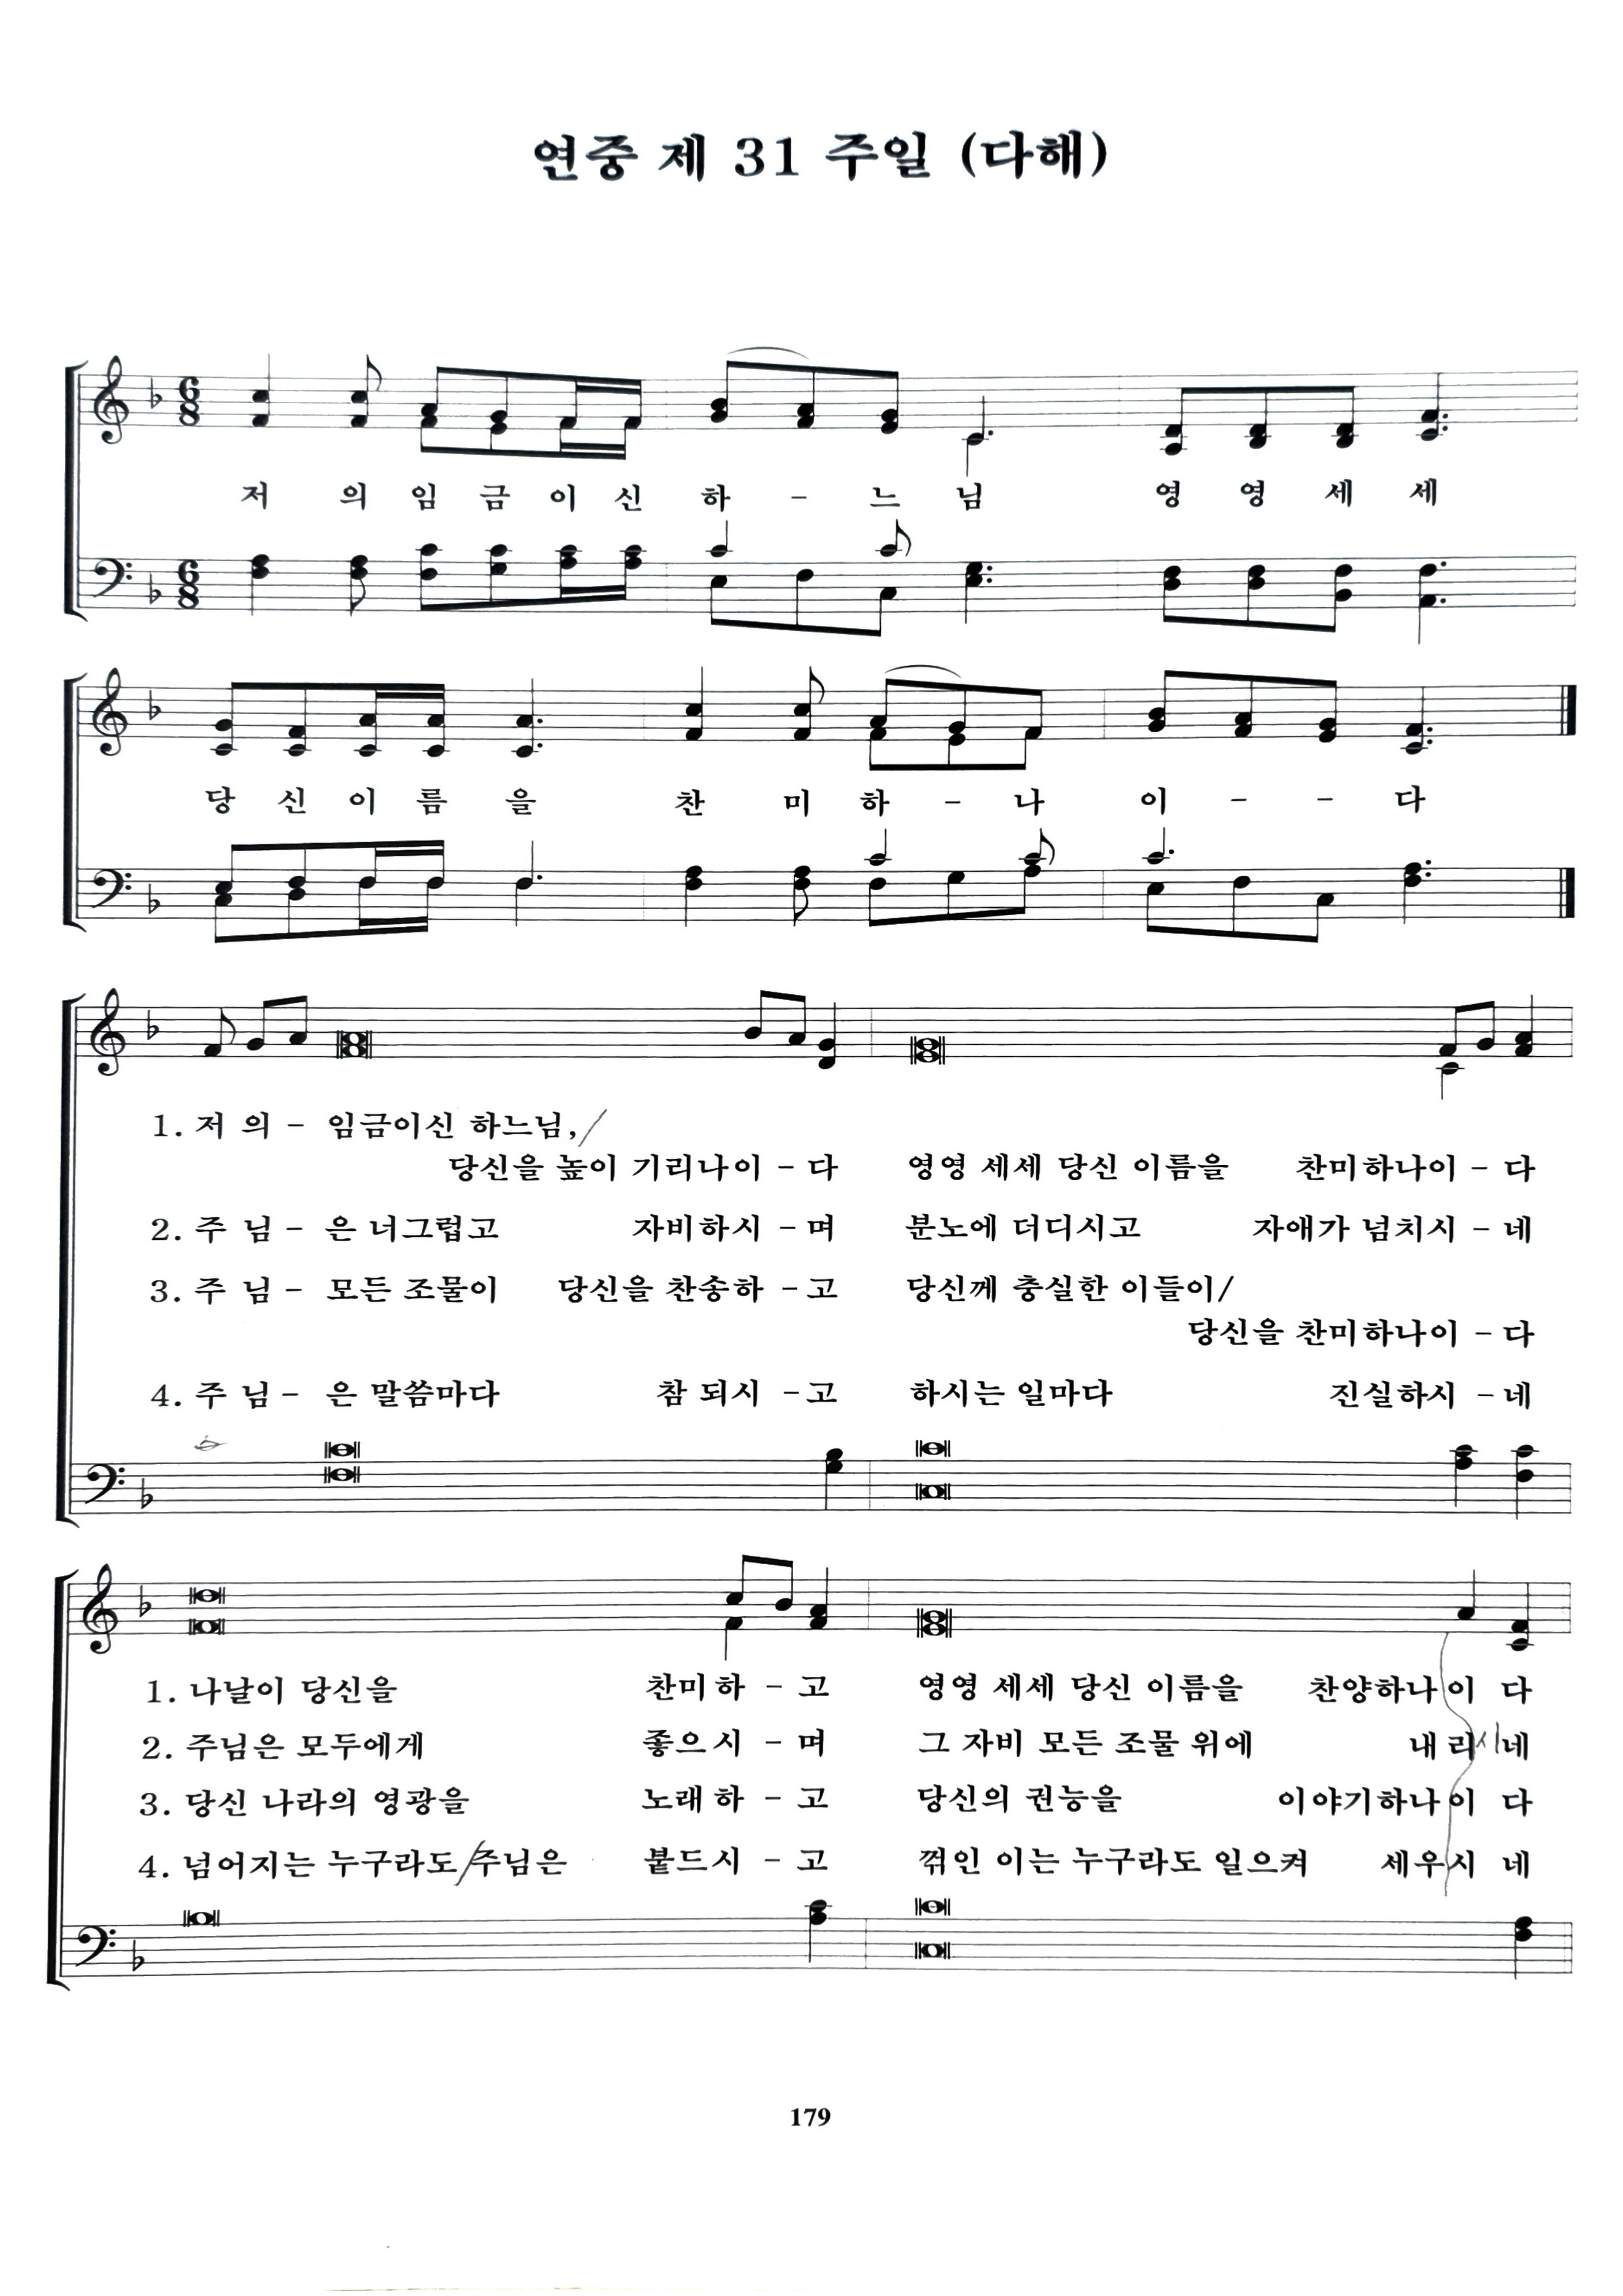 연중 제 31 주일 (다해)
6 8
저 의 임 금 이 신 하 - 느 님 영 영 세 세
6 8
당 신 이 름 을 찬 미 하 - 나 이 - - 다
1. 저 의 - 임금이신 하느님,/
당신을 높이 기리나이 - 다 영영 세세 당신 이름을 찬미하나이 - 다
2. 주 님 - 은 너그럽고 자비하시 - 며 분노에 더디시고 자애가 넘치시 - 네
3. 주 님 - 모든 조물이 당신을 찬송하 - 고 당신께 충실한 이들이/
당신을 찬미하나이 - 다
4. 주 님 - 은 말씀마다 참 되시 - 고 하시는 일마다 진실하시 - 네
1. 나날이 당신을 찬미하 - 고 영영 세세 당신 이름을 찬양하나이 다
2. 주님은 모두에게 좋으시 - 며 그 자비 모든 조물 위에 내리시네
3. 당신 나라의 영광을 노래하 - 고 당신의 권능을 이야기하나이 다
4. 넘어지는 누구라도/주님은 붙드시 - 고 꺾인 이는 누구라도 일으켜 세우시 네
179